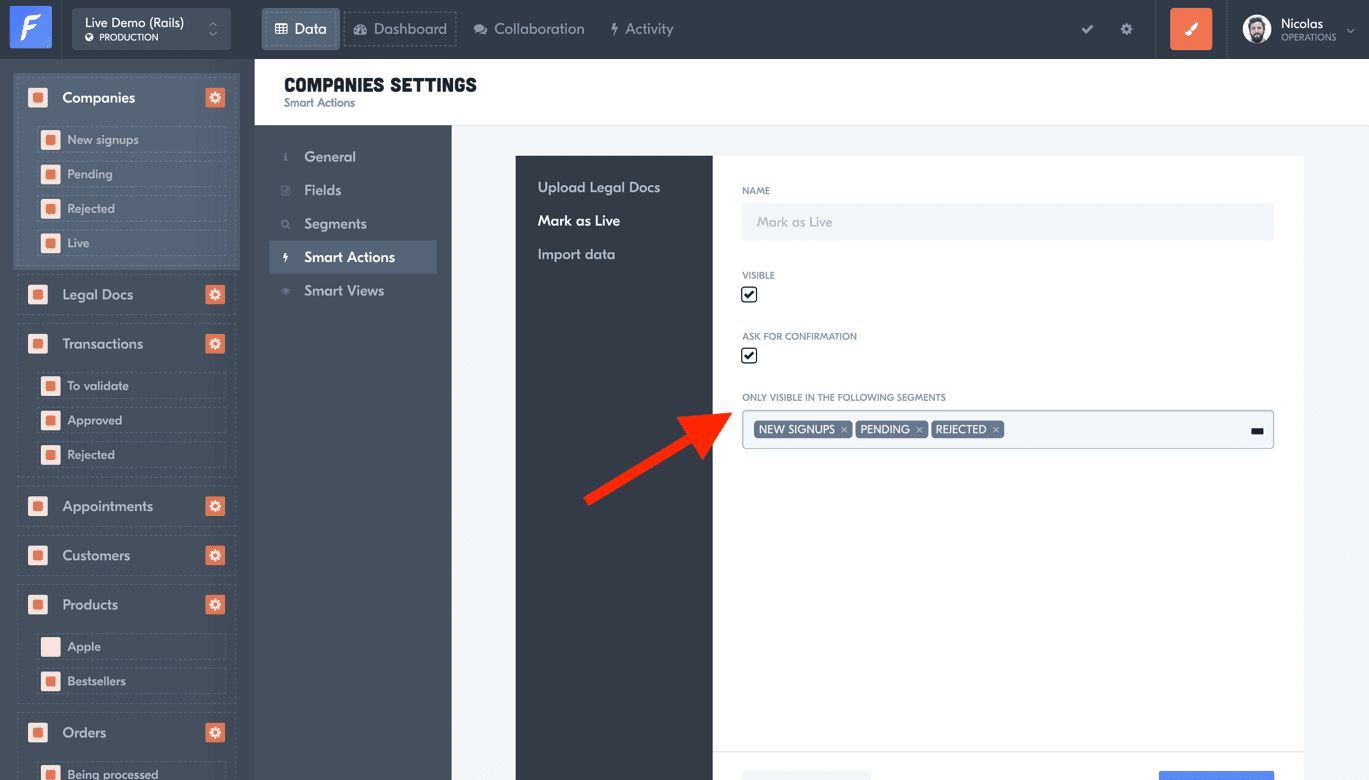 Live Demo (Rails)
PRODUCTION
Data
Dashboard
Collaboration
Activity
Nicolas
OPERATIONS
Companies
New signups
Pending
Rejected
Live
Legal Docs
Transactions
To validate
Approved
Rejected
Appointments
Customers
Products
Apple
Bestsellers
Orders
Being processed
COMPANIES SETTINGS
Smart Actions
General
Fields
Segments
Smart Actions
Smart Views
Upload Legal Docs
Mark as Live
Import data
NAME
Mark as Live
VISIBLE
ASK FOR CONFIRMATION
ONLY VISIBLE IN THE FOLLOWING SEGMENTS
NEW SIGNUPS × PENDING × REJECTED ×